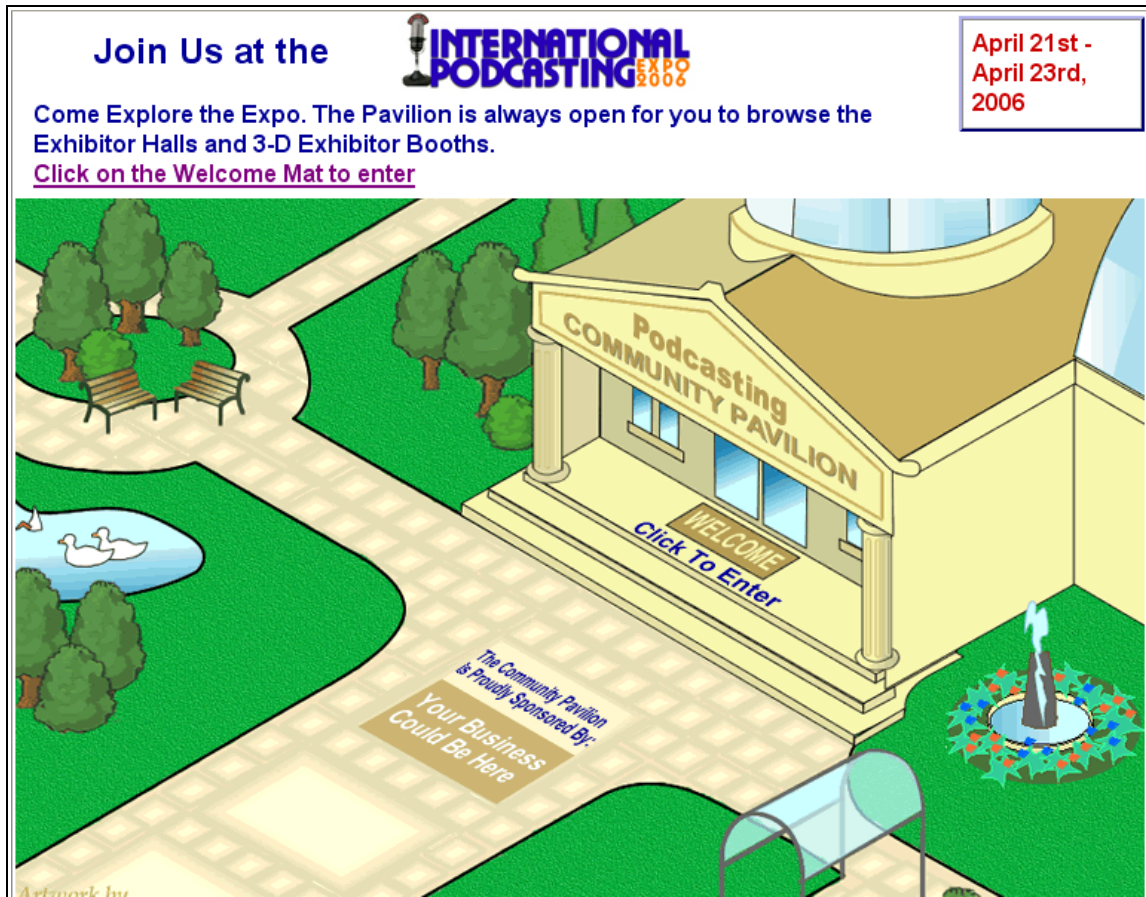 Join Us at the
INTERNATIONAL
PODCASTING EXPO 2006
April 21st -
April 23rd,
2006
Come Explore the Expo. The Pavilion is always open for you to browse the
Exhibitor Halls and 3-D Exhibitor Booths.
Click on the Welcome Mat to enter
Podcasting
COMMUNITY PAVILION
WELCOME
Click To Enter
The Community Pavilion
is Proudly Sponsored By:
Your Business
Could Be Here
Artwork by